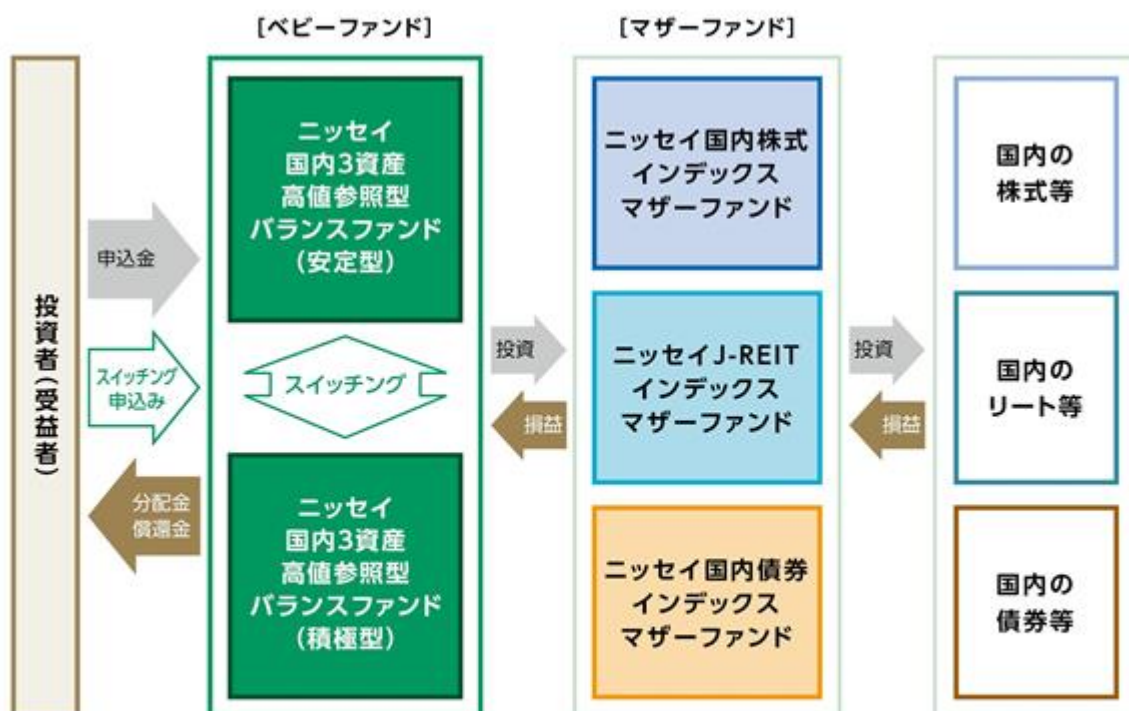 ［ベビーファンド］
［マザーファンド］
投資者(受益者)
申込金
スイッチング
申込み
分配金
償還金
ニッセイ
国内3資産
高値参照型
バランスファンド
(安定型)
スイッチング
ニッセイ
国内3資産
高値参照型
バランスファンド
(積極型)
投資
損益
ニッセイ国内株式
インデックス
マザーファンド
ニッセイJ-REIT
インデックス
マザーファンド
ニッセイ国内債券
インデックス
マザーファンド
投資
損益
国内の
株式等
国内の
リート等
国内の
債券等